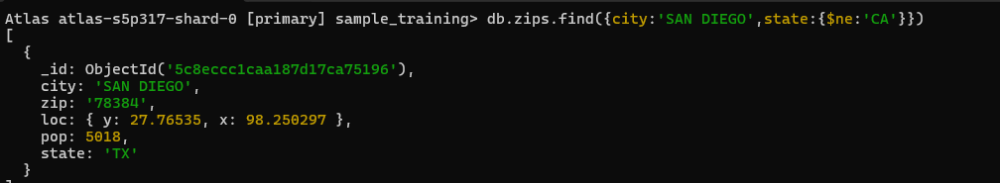 Atlas atlas-s5p317-shard-0 [primary] sample_training> db.zips.find({city:'SAN DIEGO',state:{$ne:'CA'}})
[
  {
    _id: ObjectId('5c8eccc1caa187d17ca75196'),
    city: 'SAN DIEGO',
    zip: '78384',
    loc: { y: 27.76535, x: 98.250297 },
    pop: 5018,
    state: 'TX'
  }
]